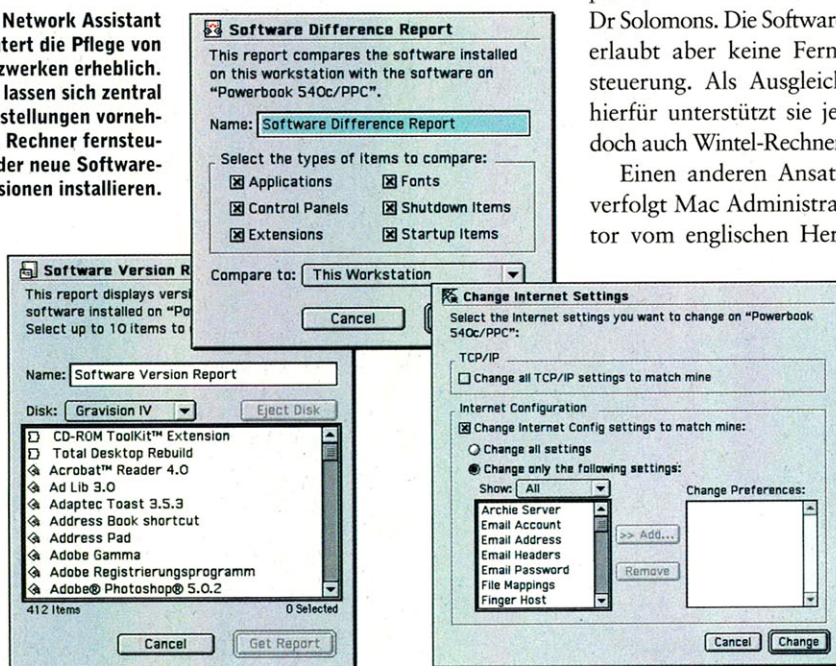 Network Assistant
tert die Pflege von
zwerken erheblich.
lassen sich zentral
stellungen vorneh-
Rechner fernsteu-
der neue Software-
sionen installieren.
Software Difference Report
This report compares the software installed
on this workstation with the software on
"Powerbook 540c/PPC".
Name: Software Difference Report
Select the types of items to compare:
Applications Fonts
Control Panels Shutdown Items
Extensions Startup Items
Compare to: This Workstation
Cancel
Dr Solomons. Die Software
erlaubt aber keine Fern
steuerung. Als Ausgleich
hierfür unterstützt sie je
doch auch Wintel-Rechner
Einen anderen Ansat
verfolgt Mac Administra
tor vom englischen Her
Software Version R
This report displays versi
software installed on "Po
Select up to 10 items to
Name: Software Version Report
Disk: Gravision IV Eject Disk
CD-ROM ToolKit™ Extension
Total Desktop Rebuild
Acrobat™ Reader 4.0
Ad Lib 3.0
Adaptec Toast 3.5.3
Address Book shortcut
Address Pad
Adobe Gamma
Adobe Registrierungsprogramm
Adobe® Photoshop® 5.0.2
412 Items 0 Selected
Cancel Get Report
Change Internet Settings
Select the Internet settings you want to change on "Powerbook
540c/PPC":
TCP/IP
Change all TCP/IP settings to match mine
Internet Configuration
Change Internet Config settings to match mine:
Change all settings
Change only the following settings:
Show: All Change Preferences:
Archie Server
Email Account
Email Address
Email Headers
Email Password
File Mappings
Finger Host
>> Add...
Remove
Cancel Change